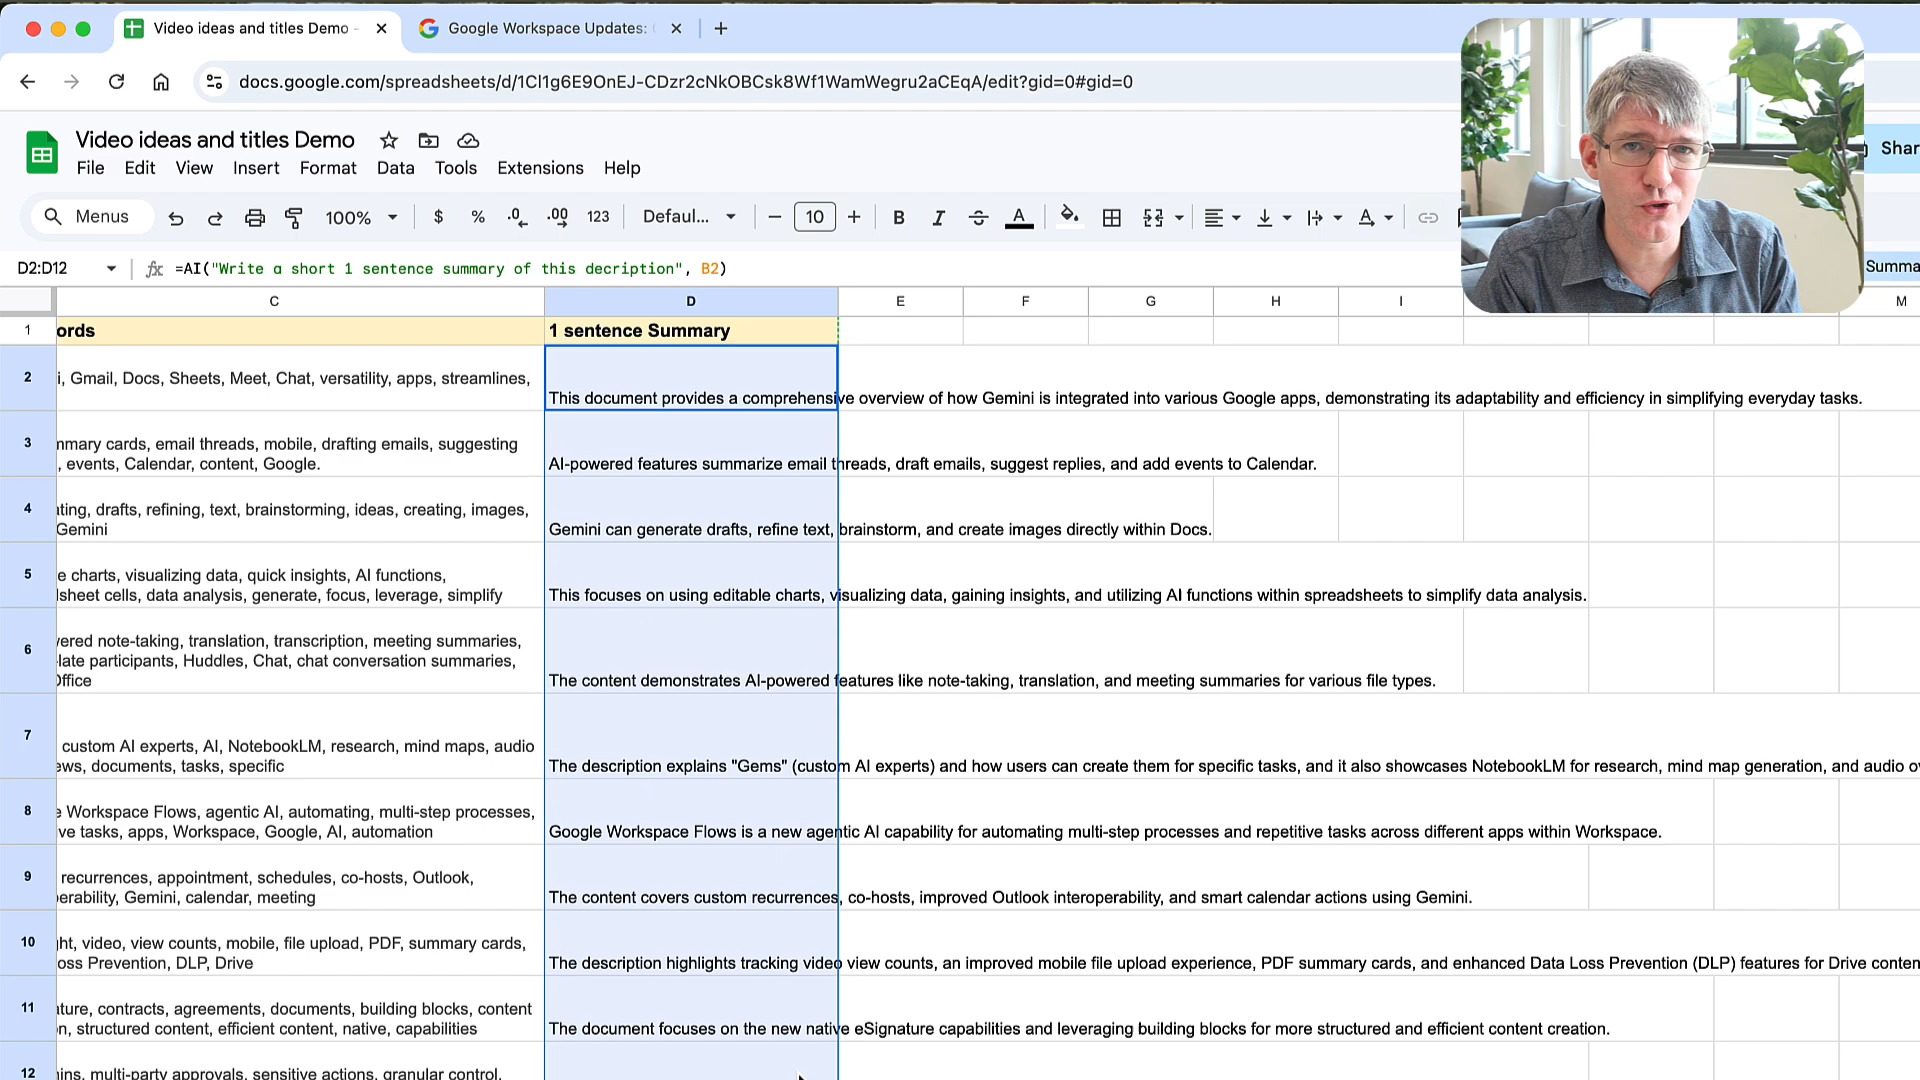 Video ideas and titles Demo -
Google Workspace Updates:
docs.google.com/spreadsheets/d/1Cl1g6E9OnEJ-CDzr2cNkOBCsk8Wf1WamWegru2aCEqA/edit?gid=0#gid=0
Video ideas and titles Demo
File Edit View Insert Format Data Tools Extensions Help
Shar
Menus 100% $ % .0 .00 123 Defaul... 10 B I A
D2:D12 fx =AI("Write a short 1 sentence summary of this decription", B2)
Summa
C D E F G H I M
1 ords 1 sentence Summary
2 i, Gmail, Docs, Sheets, Meet, Chat, versatility, apps, streamlines,
This document provides a comprehensive overview of how Gemini is integrated into various Google apps, demonstrating its adaptability and efficiency in simplifying everyday tasks.
3 mmary cards, email threads, mobile, drafting emails, suggesting
, events, Calendar, content, Google.
AI-powered features summarize email threads, draft emails, suggest replies, and add events to Calendar.
4 ating, drafts, refining, text, brainstorming, ideas, creating, images,
Gemini
Gemini can generate drafts, refine text, brainstorm, and create images directly within Docs.
5 e charts, visualizing data, quick insights, AI functions,
dsheet cells, data analysis, generate, focus, leverage, simplify
This focuses on using editable charts, visualizing data, gaining insights, and utilizing AI functions within spreadsheets to simplify data analysis.
6 vered note-taking, translation, transcription, meeting summaries,
late participants, Huddles, Chat, chat conversation summaries,
Office
The content demonstrates AI-powered features like note-taking, translation, and meeting summaries for various file types.
7 custom AI experts, AI, NotebookLM, research, mind maps, audio
ews, documents, tasks, specific
The description explains "Gems" (custom AI experts) and how users can create them for specific tasks, and it also showcases NotebookLM for research, mind map generation, and audio ov
8 e Workspace Flows, agentic AI, automating, multi-step processes,
ive tasks, apps, Workspace, Google, AI, automation
Google Workspace Flows is a new agentic AI capability for automating multi-step processes and repetitive tasks across different apps within Workspace.
9 recurrences, appointment, schedules, co-hosts, Outlook,
perability, Gemini, calendar, meeting
The content covers custom recurrences, co-hosts, improved Outlook interoperability, and smart calendar actions using Gemini.
10 ght, video, view counts, mobile, file upload, PDF, summary cards,
oss Prevention, DLP, Drive
The description highlights tracking video view counts, an improved mobile file upload experience, PDF summary cards, and enhanced Data Loss Prevention (DLP) features for Drive conten
11 ature, contracts, agreements, documents, building blocks, content
on, structured content, efficient content, native, capabilities
The document focuses on the new native eSignature capabilities and leveraging building blocks for more structured and efficient content creation.
12 ins, multi-party approvals, sensitive actions, granular control,